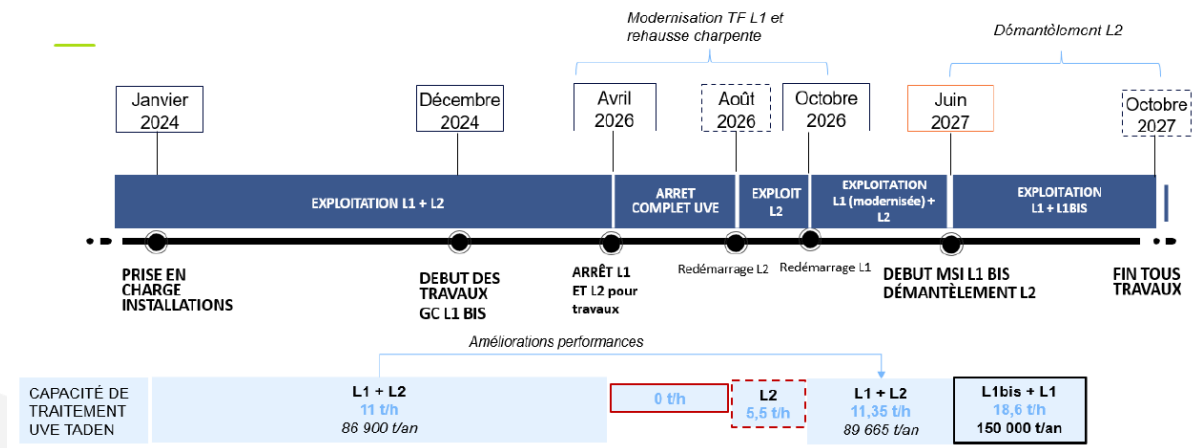 Modernisation TF L1 et
rehausse charpente
Démantèlement L2
Janvier
2024
Décembre
2024
Avril
2026
Août
2026
Octobre
2026
Juin
2027
Octobre
2027
EXPLOITATION L1 + L2
ARRET
COMPLET UVE
EXPLOIT
L2
EXPLOITATION
L1 (modernisée) +
L2
EXPLOITATION
L1 + L1BIS
PRISE EN
CHARGE
INSTALLATIONS
DEBUT DES
TRAVAUX
GC L1 BIS
ARRÊT L1
ET L2 pour
travaux
Redémarrage L2
Redémarrage L1
DEBUT MSI L1 BIS
DÉMANTÈLEMENT L2
FIN TOUS
TRAVAUX
Améliorations performances
CAPACITÉ DE
TRAITEMENT
UVE TADEN
L1 + L2
11 t/h
86 900 t/an
0 t/h
L2
5,5 t/h
L1 + L2
11,35 t/h
89 665 t/an
L1bis + L1
18,6 t/h
150 000 t/an